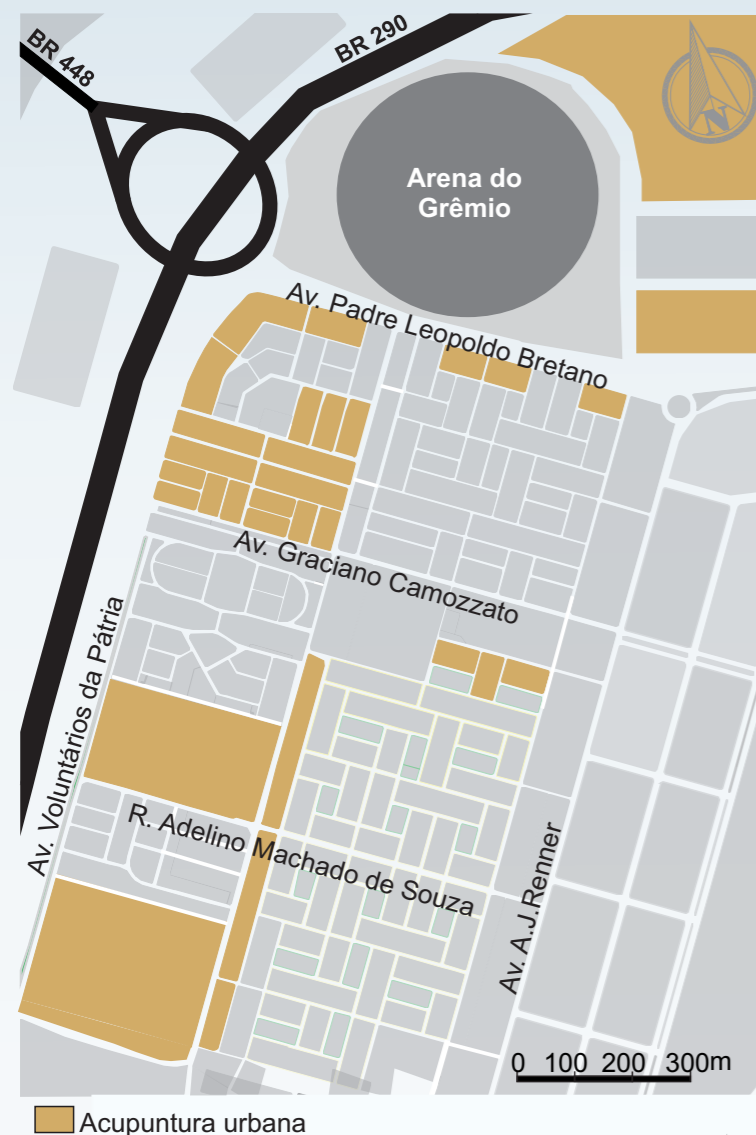 BR 448
BR 290
N
Arena do
Grêmio
Av. Padre Leopoldo Bretano
Av. Graciano Camozzato
Av. Voluntários da Pátria
R. Adelino Machado de Souza
Av. A.J.Renner
0 100 200 300m
Acupuntura urbana